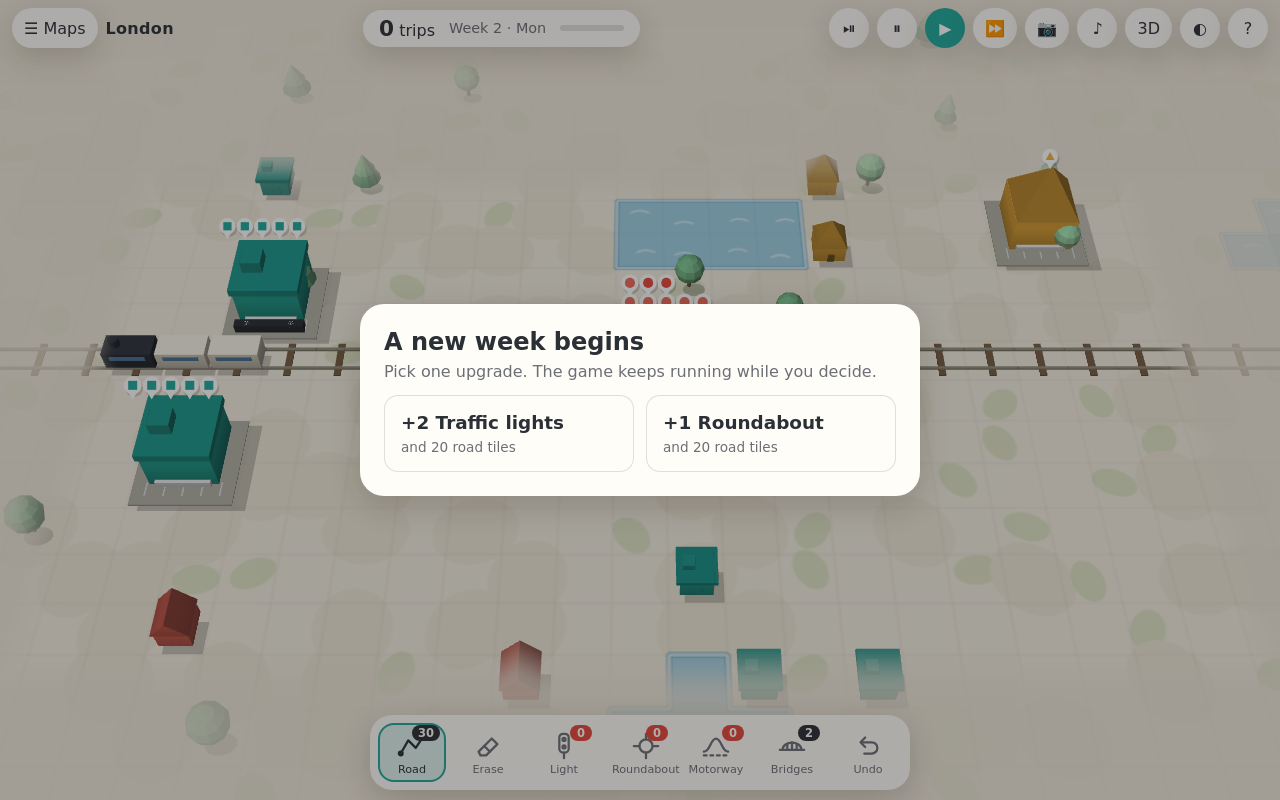 ☰ Maps
London
0 trips
Week 2 · Mon
3D
?
A new week begins
Pick one upgrade. The game keeps running while you decide.
+2 Traffic lights
and 20 road tiles
+1 Roundabout
and 20 road tiles
30
0
0
0
2
Road
Erase
Light
Roundabout
Motorway
Bridges
Undo